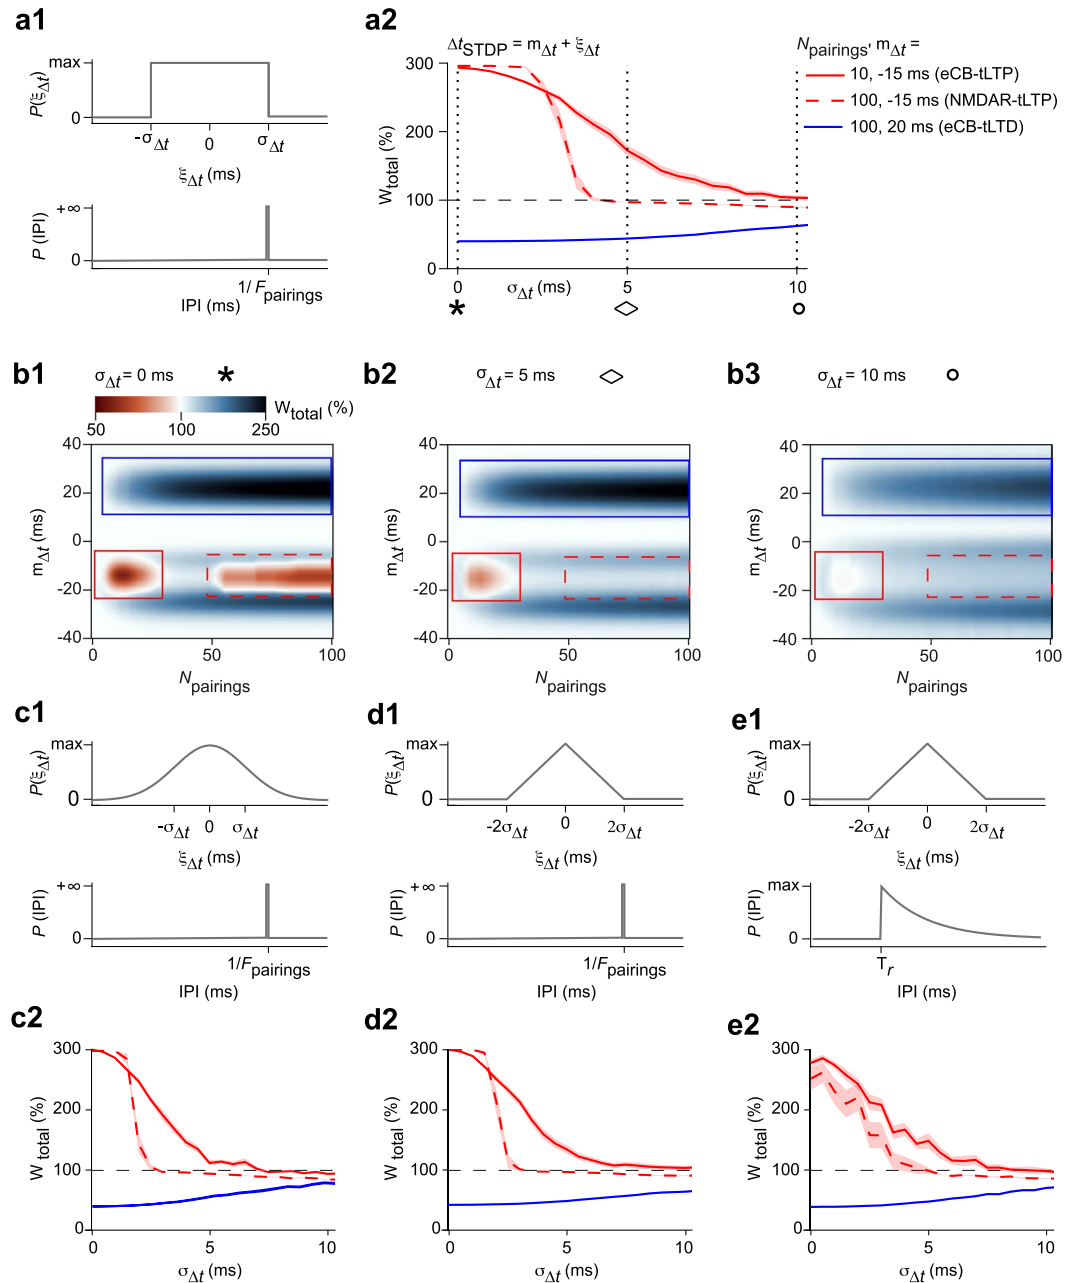 a1
max
P(ξΔt)
0
-σΔt
0
σΔt
ξΔt (ms)
+∞
P (IPI)
0
1/ Fpairings
IPI (ms)
a2
ΔtSTDP = mΔt + ξΔt
300
200
100
0
Wtotal (%)
0
5
10
σΔt (ms)
Npairings, mΔt =
10, -15 ms (eCB-tLTP)
100, -15 ms (NMDAR-tLTP)
100, 20 ms (eCB-tLTD)
b1
σΔt = 0 ms
Wtotal (%)
50
100
250
40
20
0
-20
-40
mΔt (ms)
0
50
100
Npairings
b2
σΔt = 5 ms
40
20
0
-20
-40
mΔt (ms)
0
50
100
Npairings
b3
σΔt = 10 ms
40
20
0
-20
-40
mΔt (ms)
0
50
100
Npairings
c1
max
P(ξΔt)
0
-σΔt
0
σΔt
ξΔt (ms)
+∞
P (IPI)
0
1/Fpairings
IPI (ms)
d1
max
P(ξΔt)
0
-2σΔt
0
2σΔt
ξΔt (ms)
+∞
P (IPI)
0
1/Fpairings
IPI (ms)
e1
max
P(ξΔt)
0
-2σΔt
0
2σΔt
ξΔt (ms)
max
P (IPI)
0
Tr
IPI (ms)
c2
300
200
100
0
W total (%)
0
5
10
σΔt (ms)
d2
300
200
100
0
W total (%)
0
5
10
σΔt (ms)
e2
300
200
100
0
W total (%)
0
5
10
σΔt (ms)